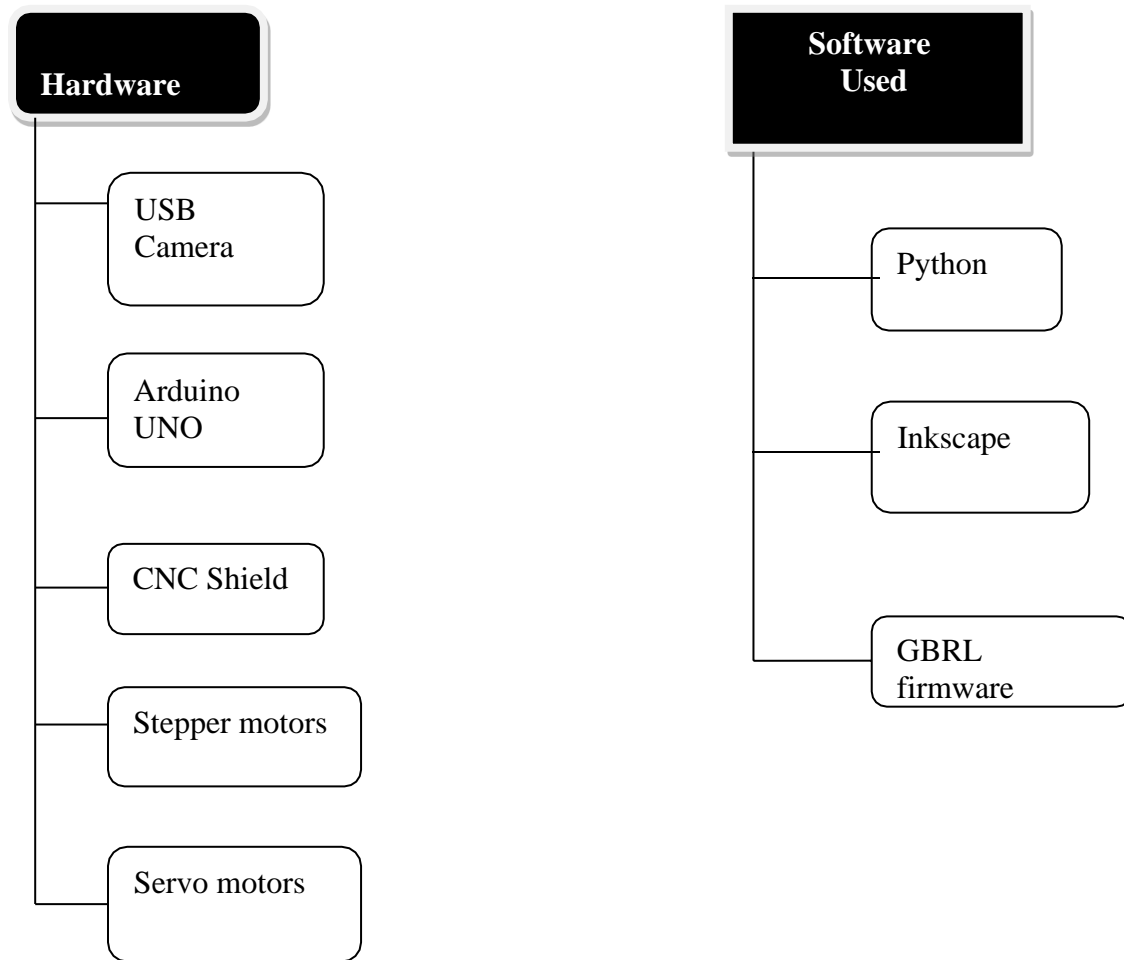 Hardware
USB
Camera
Arduino
UNO
CNC Shield
Stepper motors
Servo motors
Software
Used
Python
Inkscape
GBRL
firmware